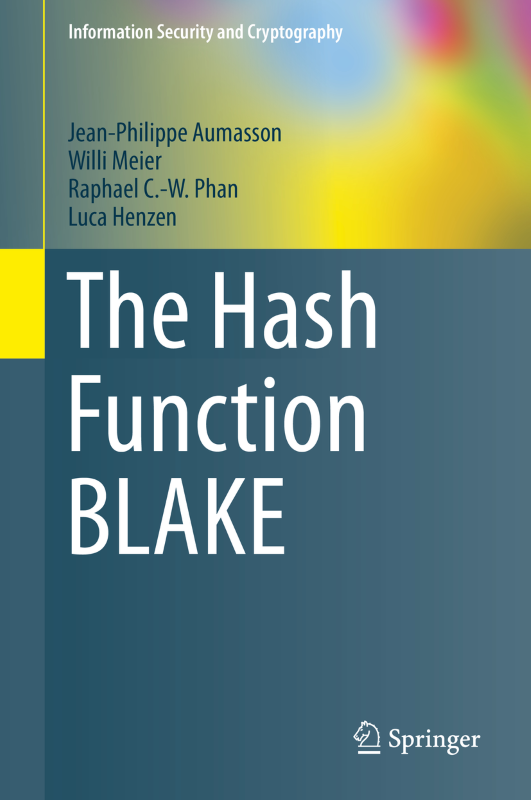 Information Security and Cryptography
Jean-Philippe Aumasson
Willi Meier
Raphael C.-W. Phan
Luca Henzen
The Hash
Function
BLAKE
Springer